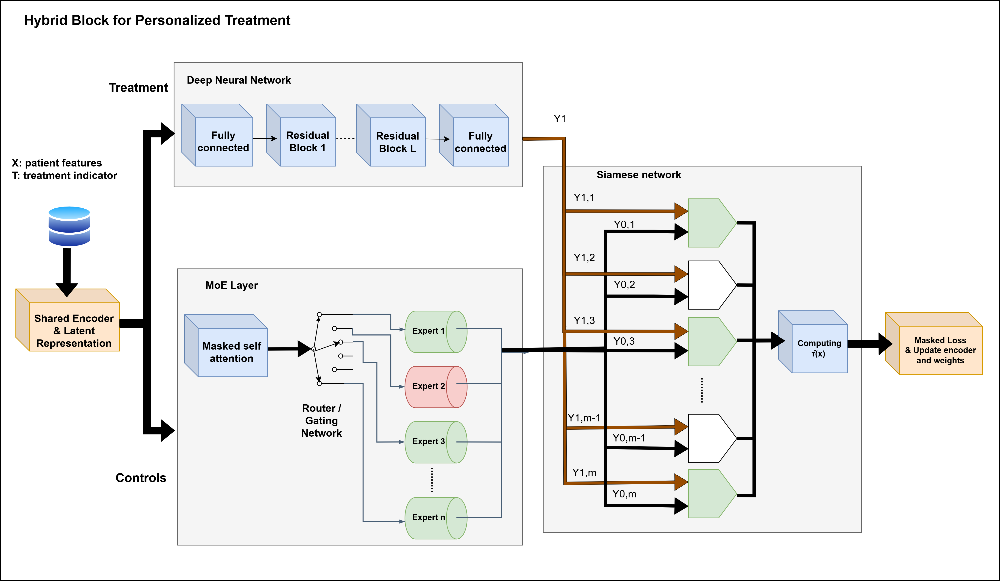 Hybrid Block for Personalized Treatment
Treatment
Deep Neural Network
Fully
connected
Residual
Block 1
Residual
Block L
Fully
connected
Y1
X: patient features
T: treatment indicator
Shared Encoder
& Latent
Representation
Controls
MoE Layer
Masked self
attention
Router /
Gating
Network
Expert 1
Expert 2
Expert 3
Expert n
Siamese network
Y1,1
Y0,1
Y1,2
Y0,2
Y1,3
Y0,3
Y1,m-1
Y0,m-1
Y1,m
Y0,m
Computing
τ̂(x)
Masked Loss
& Update encoder
and weights